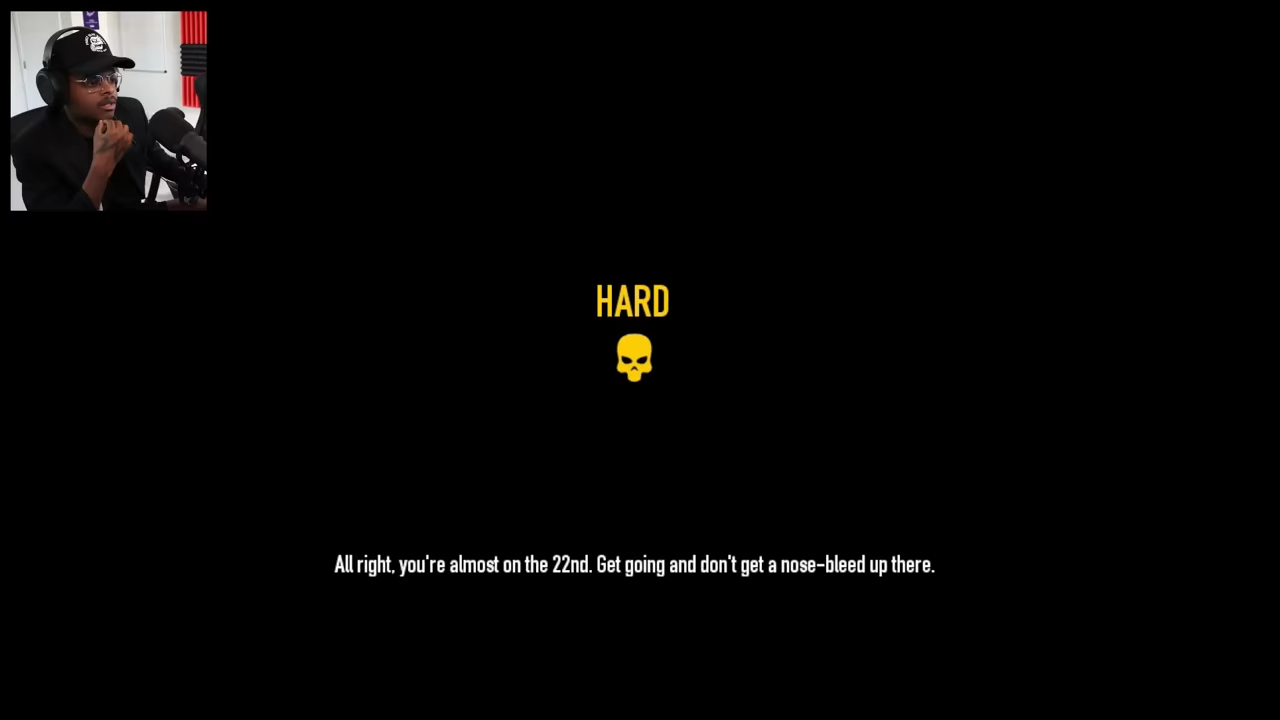 HARD
All right, you're almost on the 22nd. Get going and don't get a nose-bleed up there.